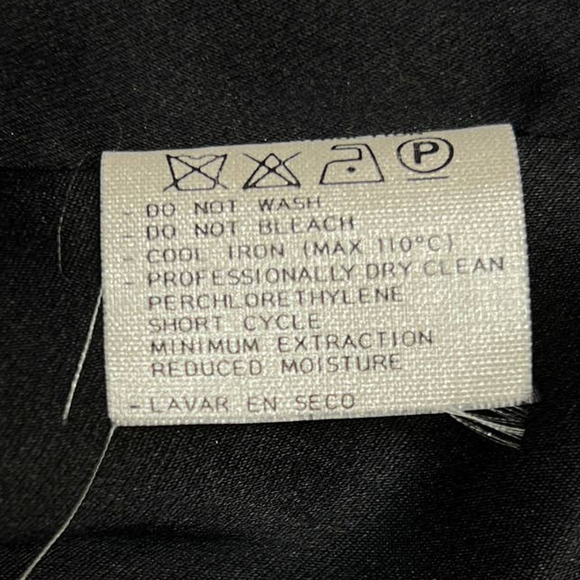 P
- DO NOT WASH
- DO NOT BLEACH
- COOL IRON (MAX 110°C)
- PROFESSIONALLY DRY CLEAN
PERCHLORETHYLENE
SHORT CYCLE
MINIMUM EXTRACTION
REDUCED MOISTURE
- LAVAR EN SECO